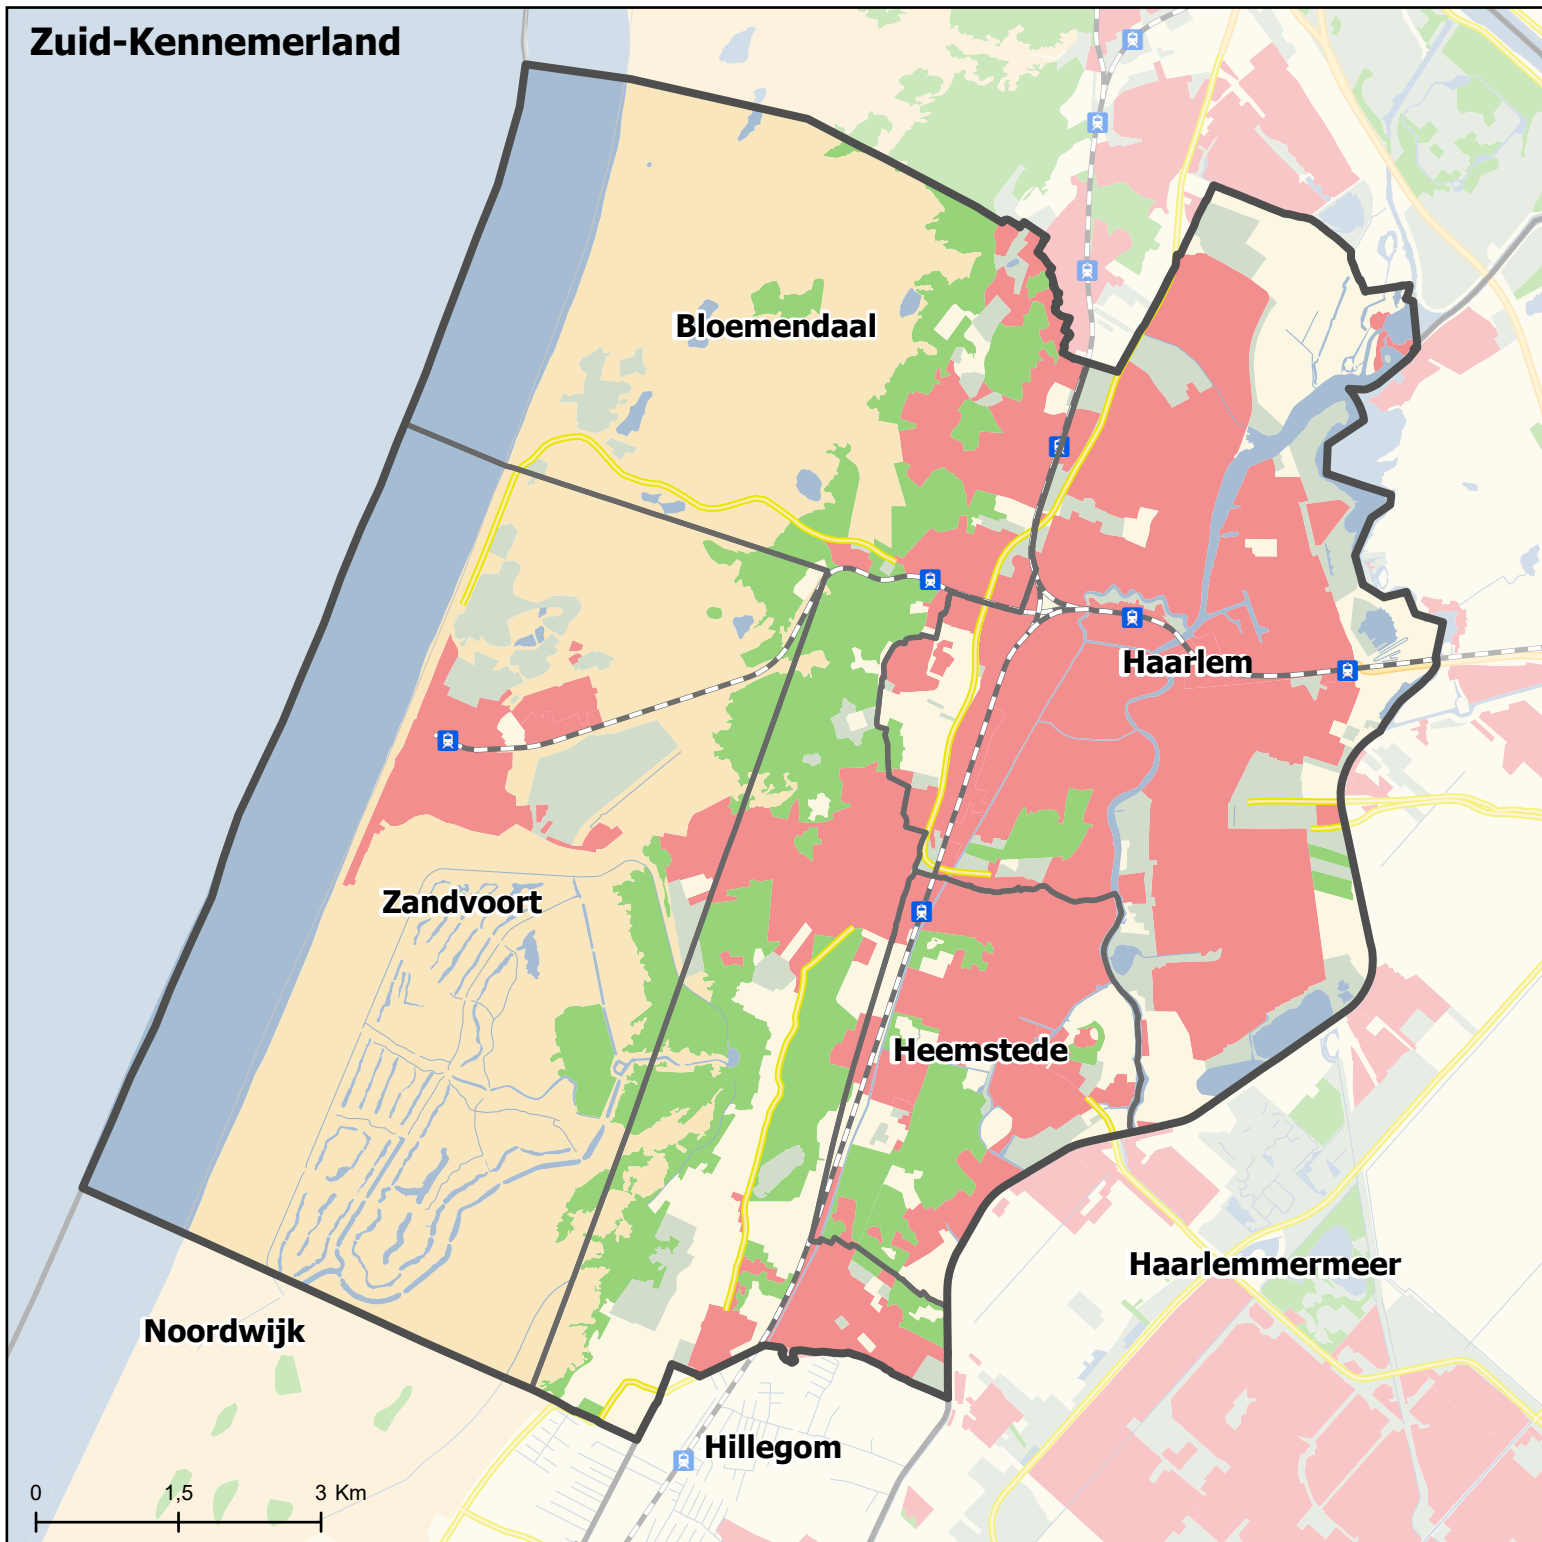 Zuid-Kennemerland
Bloemendaal
Haarlem
Zandvoort
Heemstede
Haarlemmermeer
Noordwijk
Hillegom
0 1,5 3 Km